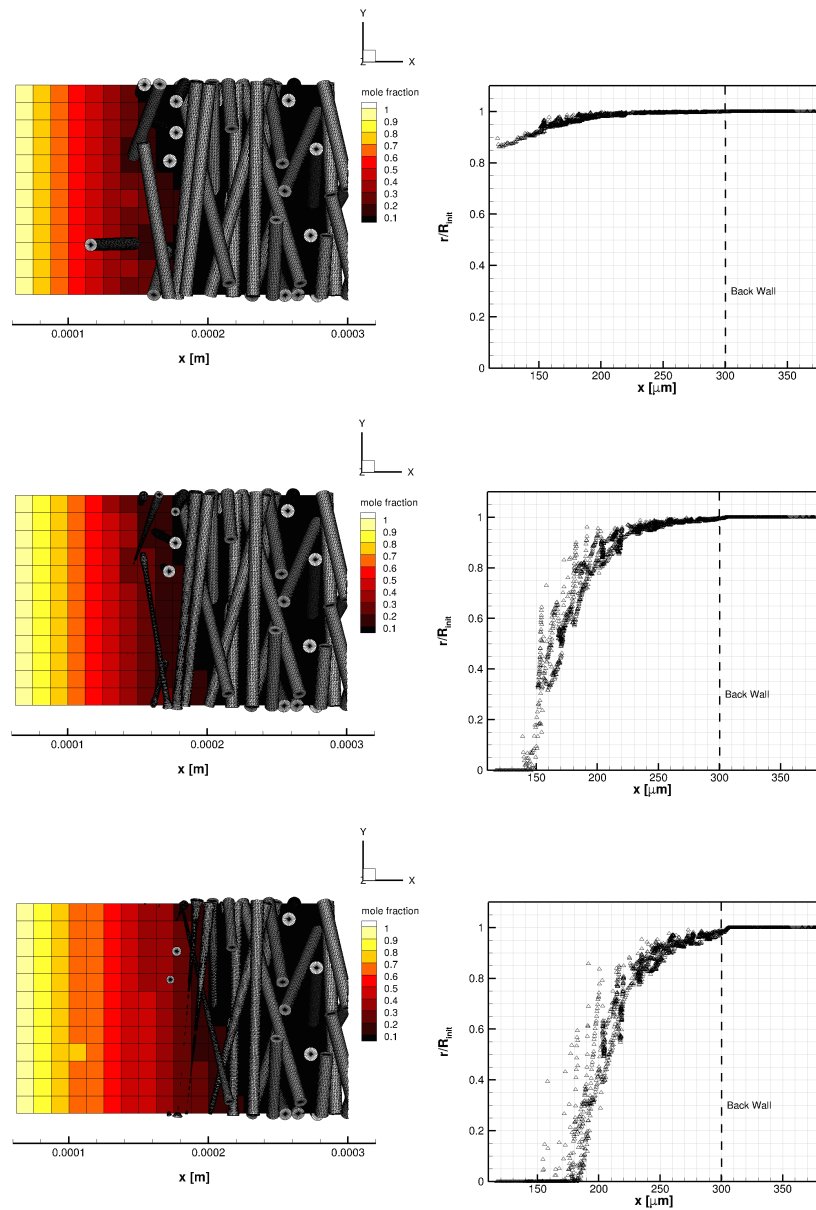 Y
Z X
mole fraction
1
0.9
0.8
0.7
0.6
0.5
0.4
0.3
0.2
0.1
0.0001 0.0002 0.0003
x [m]
1
0.8
0.6
0.4
0.2
0
r/R_init
Back Wall
150 200 250 300 350
x [μm]
Y
Z X
mole fraction
1
0.9
0.8
0.7
0.6
0.5
0.4
0.3
0.2
0.1
0.0001 0.0002 0.0003
x [m]
1
0.8
0.6
0.4
0.2
0
r/R_init
Back Wall
150 200 250 300 350
x [μm]
Y
Z X
mole fraction
1
0.9
0.8
0.7
0.6
0.5
0.4
0.3
0.2
0.1
0.0001 0.0002 0.0003
x [m]
1
0.8
0.6
0.4
0.2
0
r/R_init
Back Wall
150 200 250 300 350
x [μm]